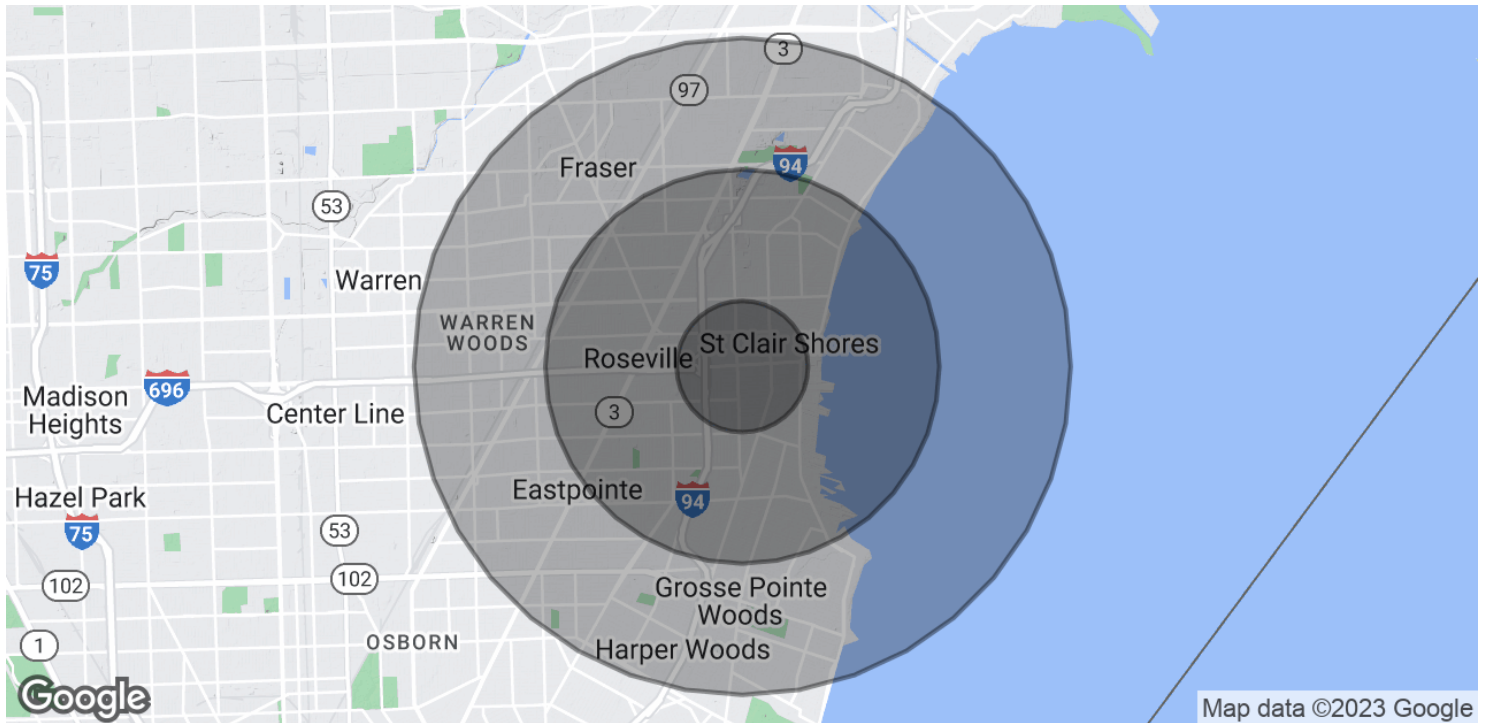 3
97
Fraser
94
53
75
Warren
WARREN
WOODS
St Clair Shores
Roseville
696
Madison
Heights
Center Line
3
Eastpointe
94
Hazel Park
75
53
102
102
Grosse Pointe
Woods
OSBORN
Harper Woods
1
Google
Map data ©2023 Google